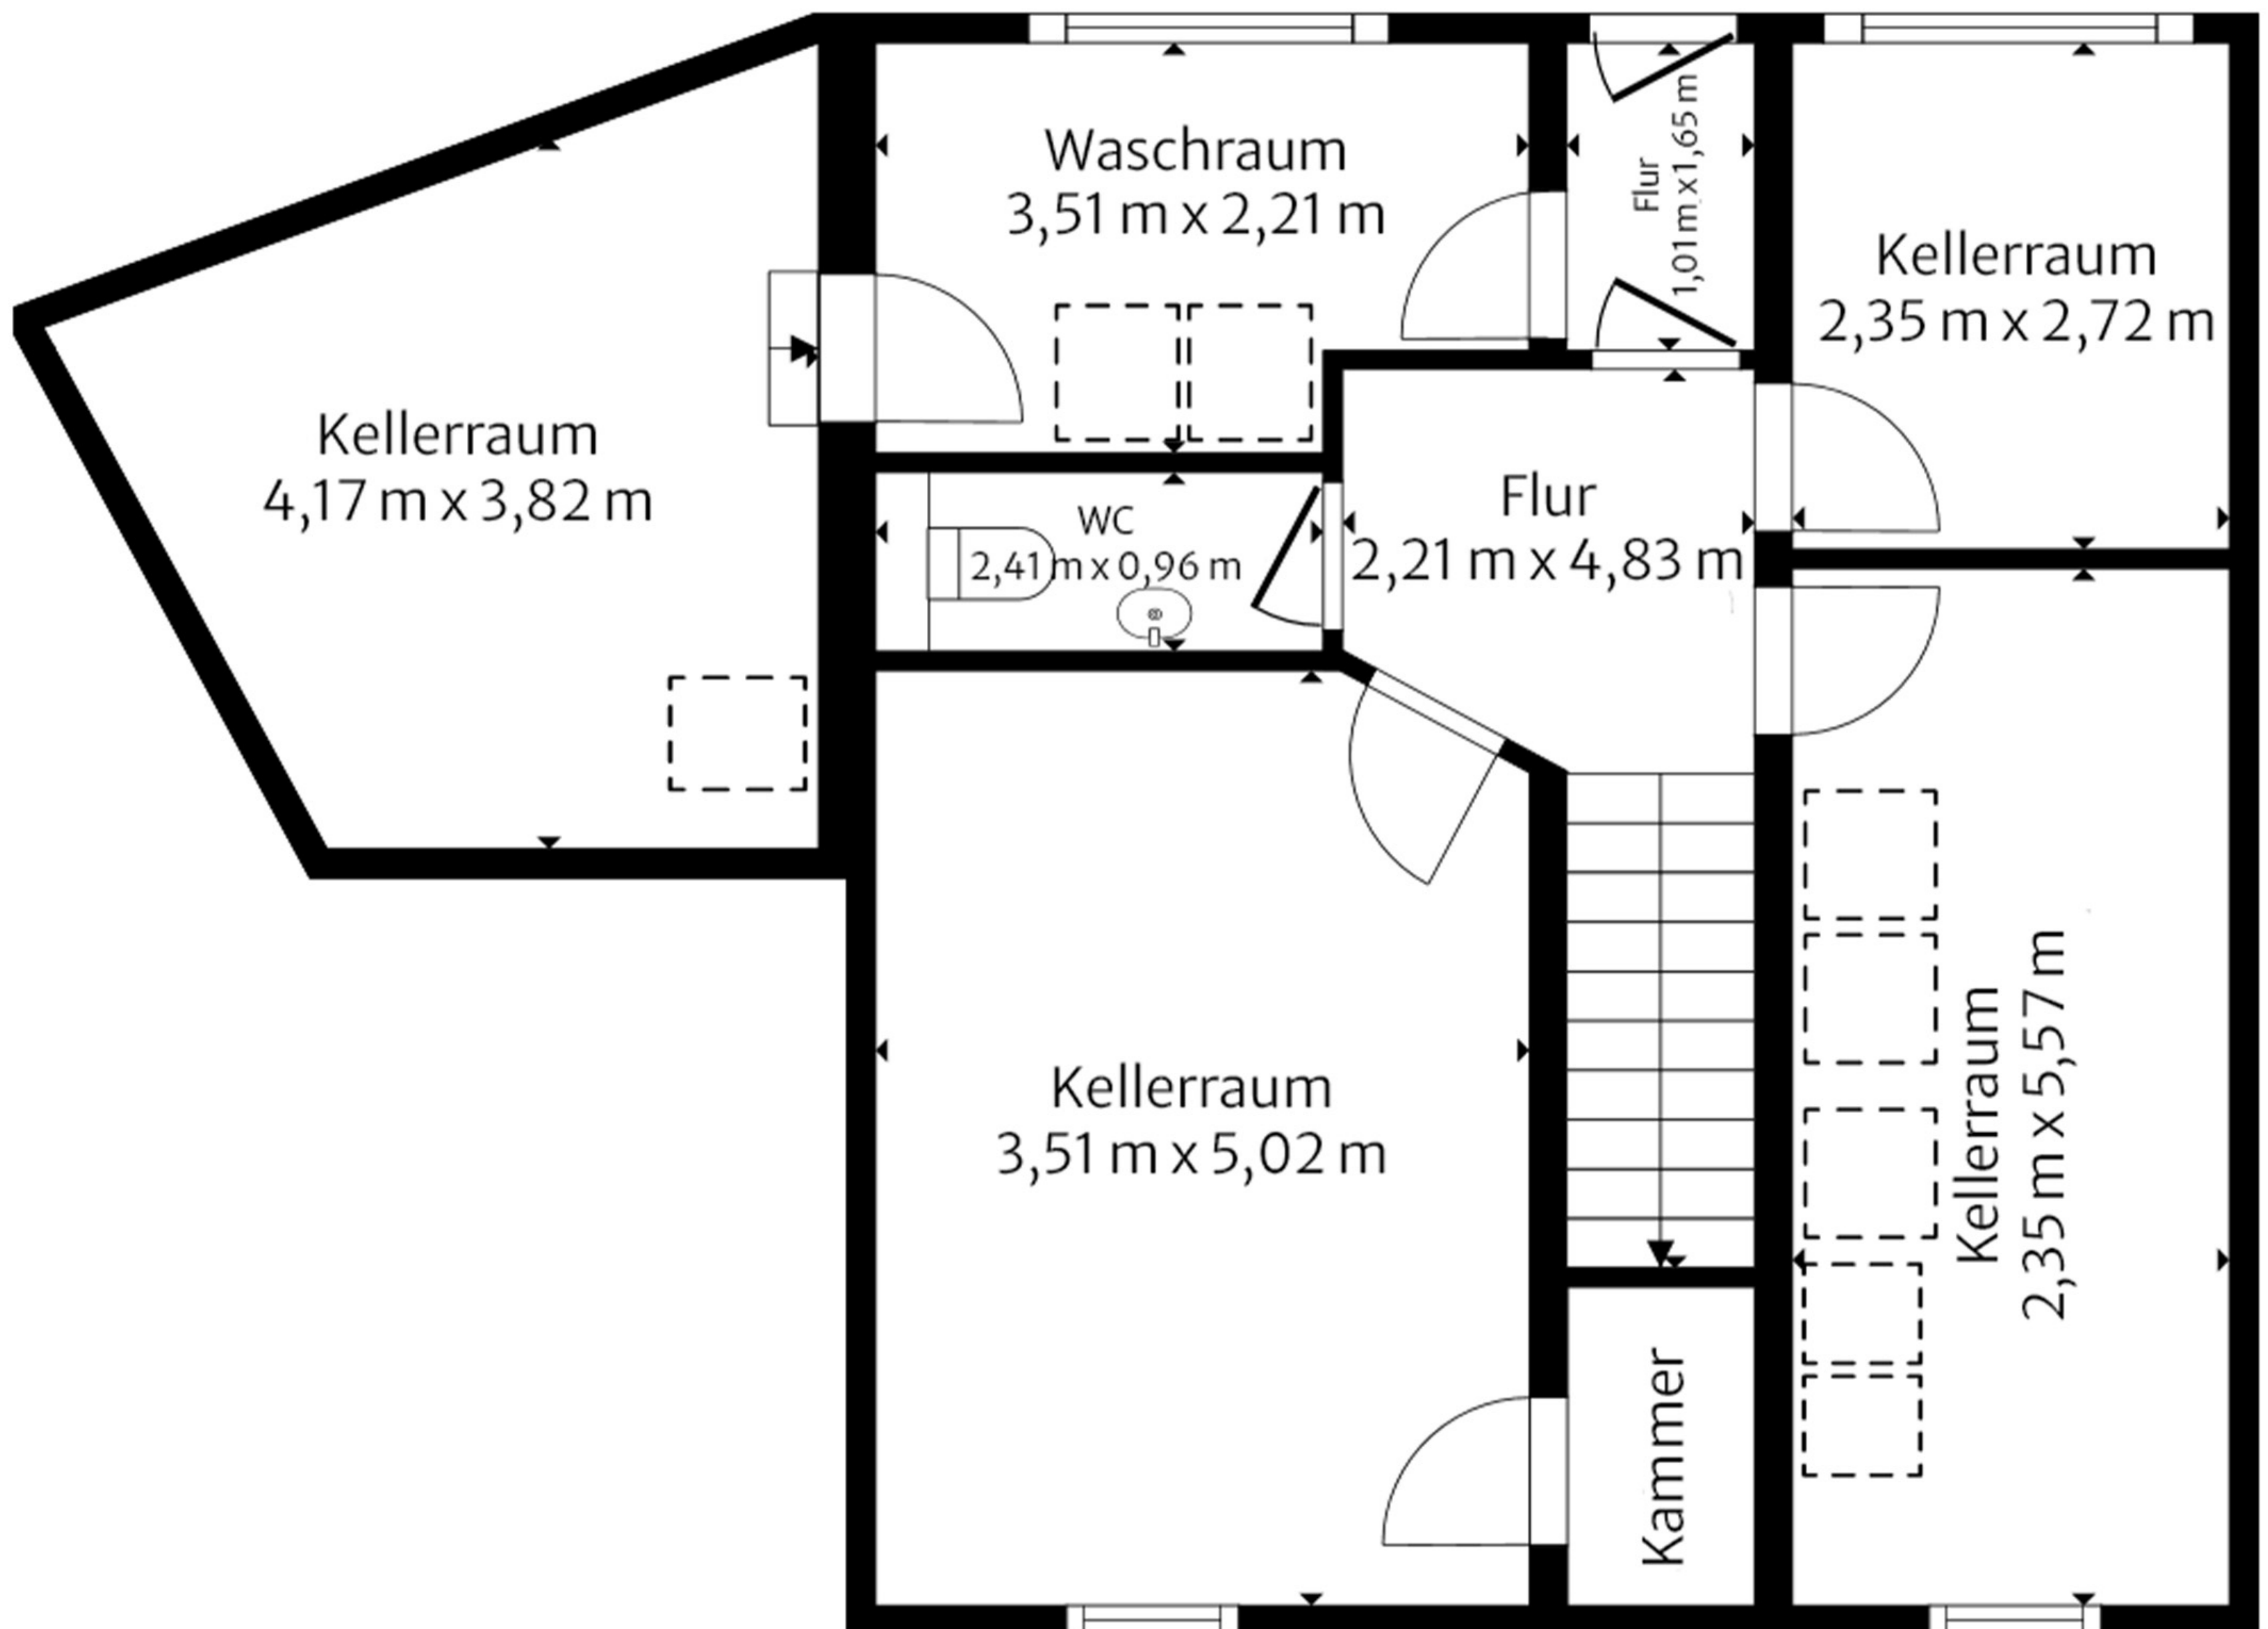 Waschraum
3,51 m x 2,21 m
Flur
1,01 m x 1,65 m
Kellerraum
2,35 m x 2,72 m
Kellerraum
4,17 m x 3,82 m
WC
2,41 m x 0,96 m
Flur
2,21 m x 4,83 m
Kellerraum
3,51 m x 5,02 m
Kellerraum
2,35 m x 5,57 m
Kammer